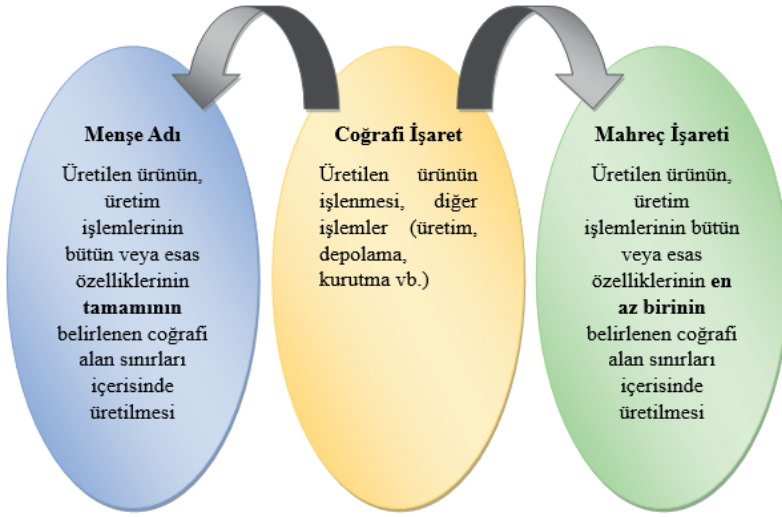 Menşe Adı
Üretilen ürünün,
üretim
işlemlerinin
bütün veya esas
özelliklerinin
tamamının
belirlenen coğrafi
alan sınırları
içerisinde
üretilmesi
Coğrafi İşaret
Üretilen ürünün
işlenmesi, diğer
işlemler (üretim,
depolama,
kurutma vb.)
Mahreç İşareti
Üretilen ürünün,
üretim
işlemlerinin bütün
veya esas
özelliklerinin en
az birinin
belirlenen coğrafi
alan sınırları
içerisinde
üretilmesi